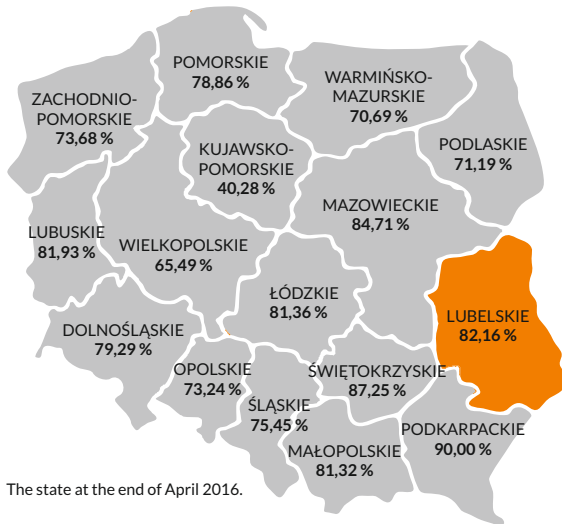 POMORSKIE
78,86 %
WARMIŃSKO-
MAZURSKIE
70,69 %
ZACHODNIO-
POMORSKIE
73,68 %
KUJAWSKO-
POMORSKIE
40,28 %
PODLASKIE
71,19 %
MAZOWIECKIE
84,71 %
LUBUSKIE
81,93 %
WIELKOPOLSKIE
65,49 %
ŁÓDZKIE
81,36 %
LUBELSKIE
82,16 %
DOLNOŚLĄSKIE
79,29 %
OPOLSKIE
73,24 %
ŚWIĘTOKRZYSKIE
87,25 %
ŚLĄSKIE
75,45 %
PODKARPACKIE
90,00 %
MAŁOPOLSKIE
81,32 %
The state at the end of April 2016.